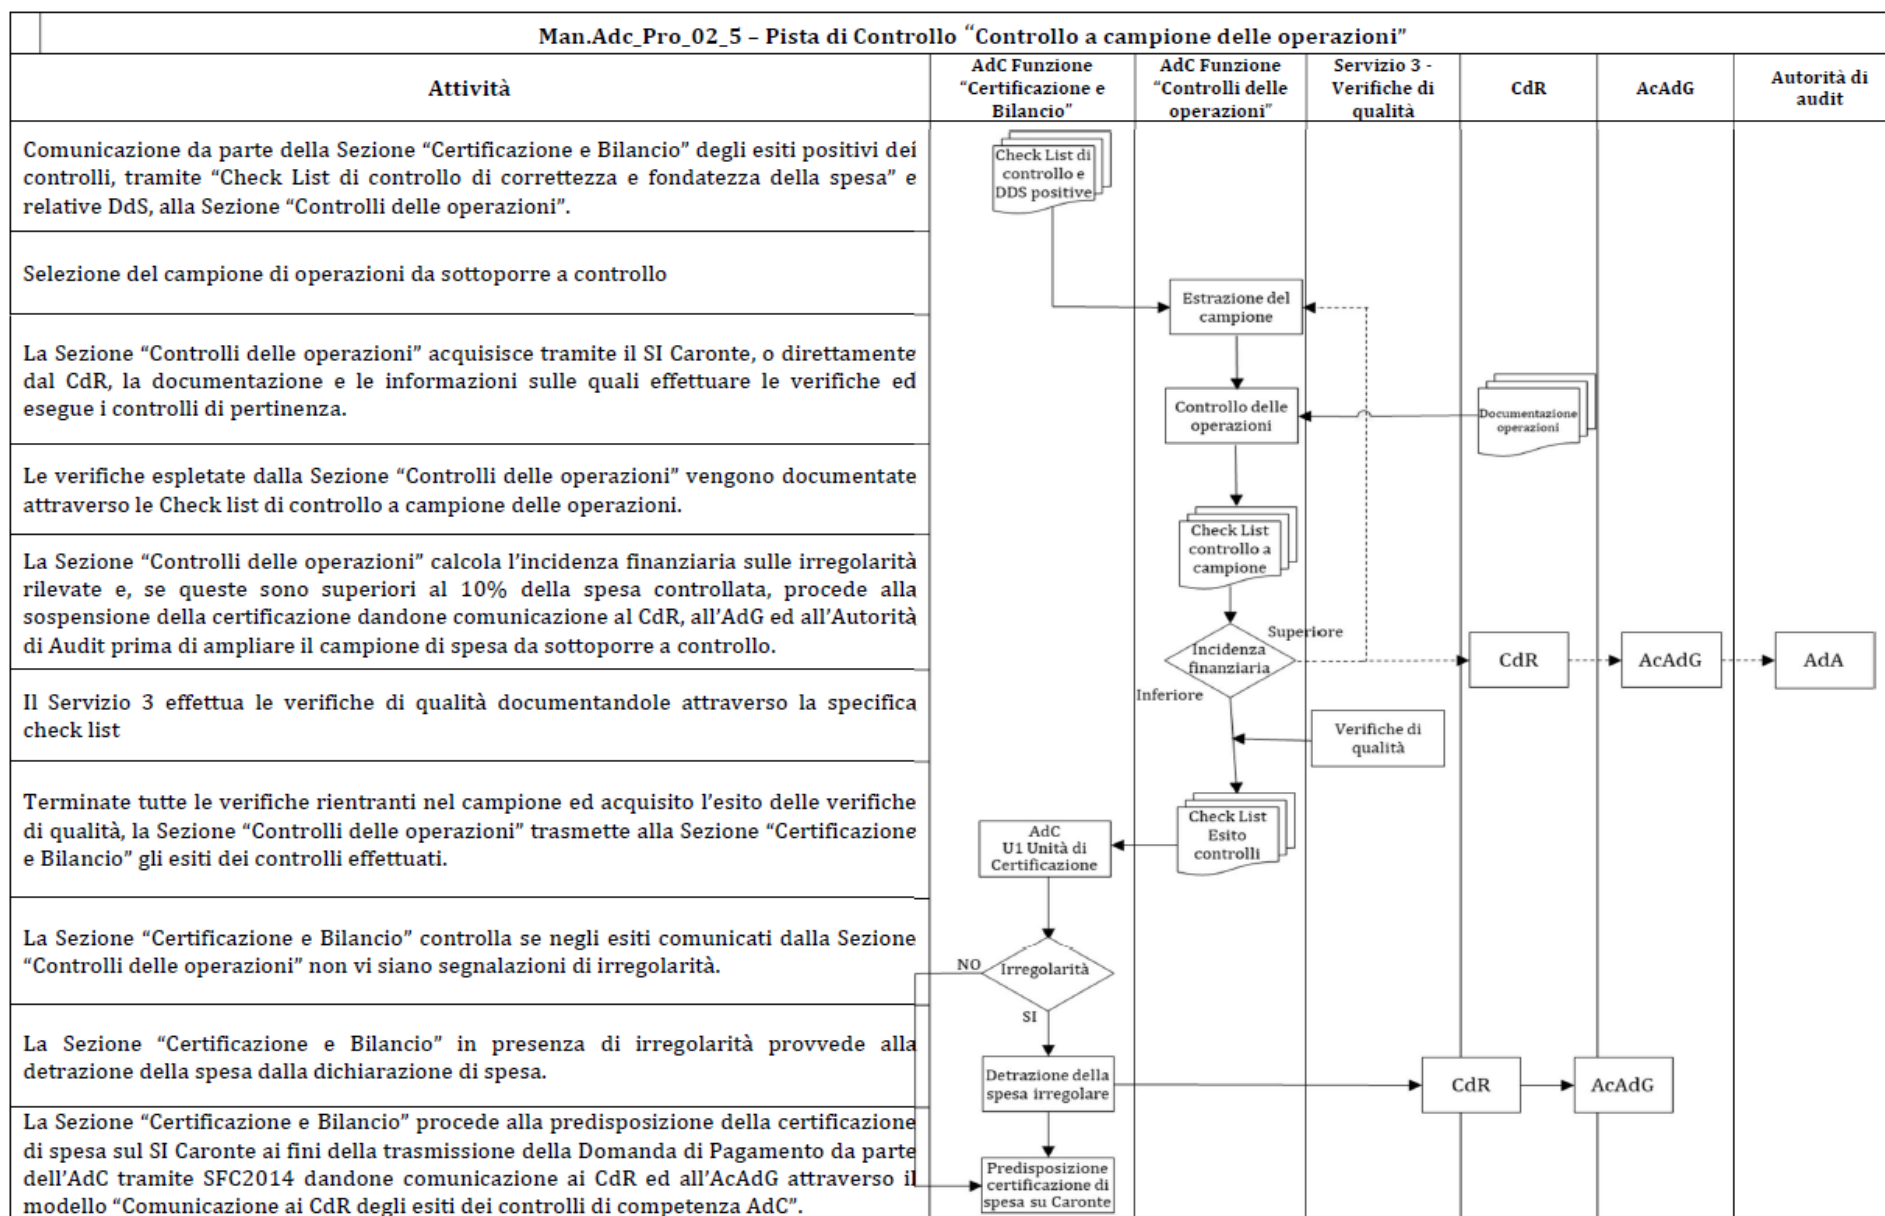 Man.Adc_Pro_02_5 – Pista di Controllo “Controllo a campione delle operazioni”
Attività
AdC Funzione
“Certificazione e
Bilancio”
AdC Funzione
“Controlli delle
operazioni”
Servizio 3 -
Verifiche di
qualità
CdR
AcAdG
Autorità di
audit
Comunicazione da parte della Sezione “Certificazione e Bilancio” degli esiti positivi dei
controlli, tramite “Check List di controllo di correttezza e fondatezza della spesa” e
relative DdS, alla Sezione “Controlli delle operazioni”.
Check List di
controllo e
DDS positive
Selezione del campione di operazioni da sottoporre a controllo
Estrazione del
campione
La Sezione “Controlli delle operazioni” acquisisce tramite il SI Caronte, o direttamente
dal CdR, la documentazione e le informazioni sulle quali effettuare le verifiche ed
esegue i controlli di pertinenza.
Controllo delle
operazioni
Documentazione
operazioni
Le verifiche espletate dalla Sezione “Controlli delle operazioni” vengono documentate
attraverso le Check list di controllo a campione delle operazioni.
Check List
controllo a
campione
La Sezione “Controlli delle operazioni” calcola l’incidenza finanziaria sulle irregolarità
rilevate e, se queste sono superiori al 10% della spesa controllata, procede alla
sospensione della certificazione dandone comunicazione al CdR, all’AdG ed all’Autorità
di Audit prima di ampliare il campione di spesa da sottoporre a controllo.
Superiore
Incidenza
finanziaria
Inferiore
CdR
AcAdG
AdA
Il Servizio 3 effettua le verifiche di qualità documentandole attraverso la specifica
check list
Verifiche di
qualità
Terminate tutte le verifiche rientranti nel campione ed acquisito l’esito delle verifiche
di qualità, la Sezione “Controlli delle operazioni” trasmette alla Sezione “Certificazione
e Bilancio” gli esiti dei controlli effettuati.
AdC
U1 Unità di
Certificazione
Check List
Esito
controlli
La Sezione “Certificazione e Bilancio” controlla se negli esiti comunicati dalla Sezione
“Controlli delle operazioni” non vi siano segnalazioni di irregolarità.
NO
Irregolarità
SI
La Sezione “Certificazione e Bilancio” in presenza di irregolarità provvede alla
detrazione della spesa dalla dichiarazione di spesa.
Detrazione della
spesa irregolare
CdR
AcAdG
La Sezione “Certificazione e Bilancio” procede alla predisposizione della certificazione
di spesa sul SI Caronte ai fini della trasmissione della Domanda di Pagamento da parte
dell’AdC tramite SFC2014 dandone comunicazione ai CdR ed all’AcAdG attraverso il
modello “Comunicazione ai CdR degli esiti dei controlli di competenza AdC”.
Predisposizione
certificazione di
spesa su Caronte